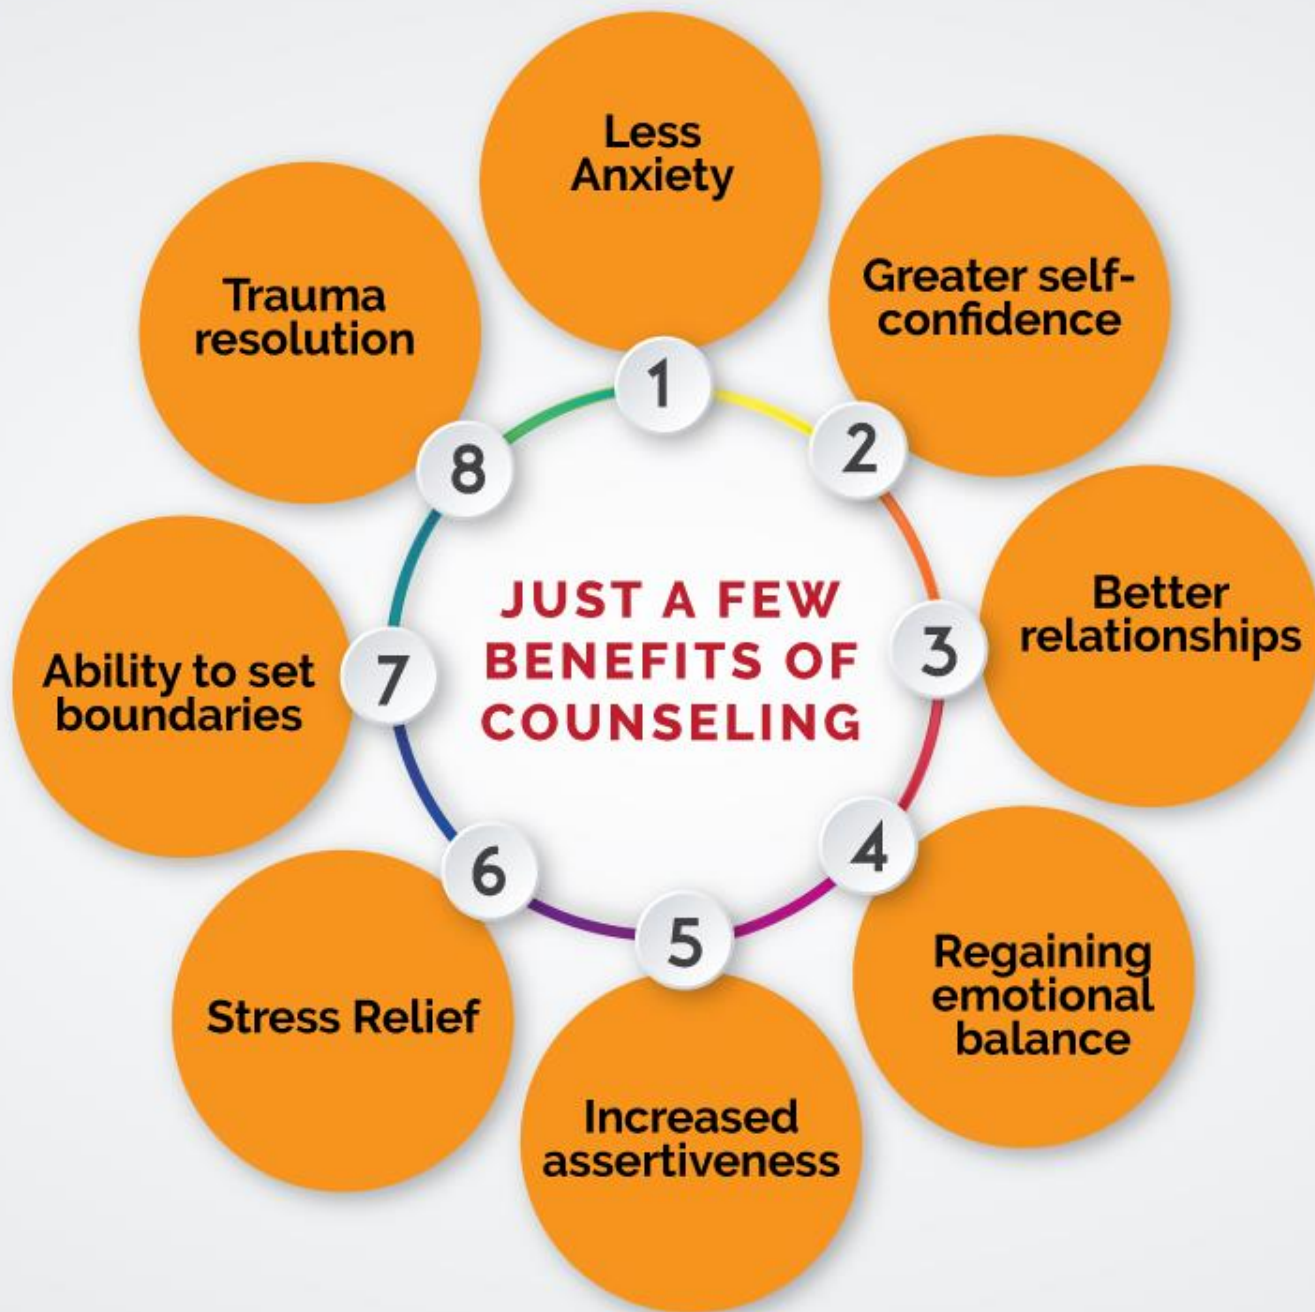 JUST A FEW
BENEFITS OF
COUNSELING
1
Less
Anxiety
2
Greater self-
confidence
3
Better
relationships
4
Regaining
emotional
balance
5
Increased
assertiveness
6
Stress Relief
7
Ability to set
boundaries
8
Trauma
resolution